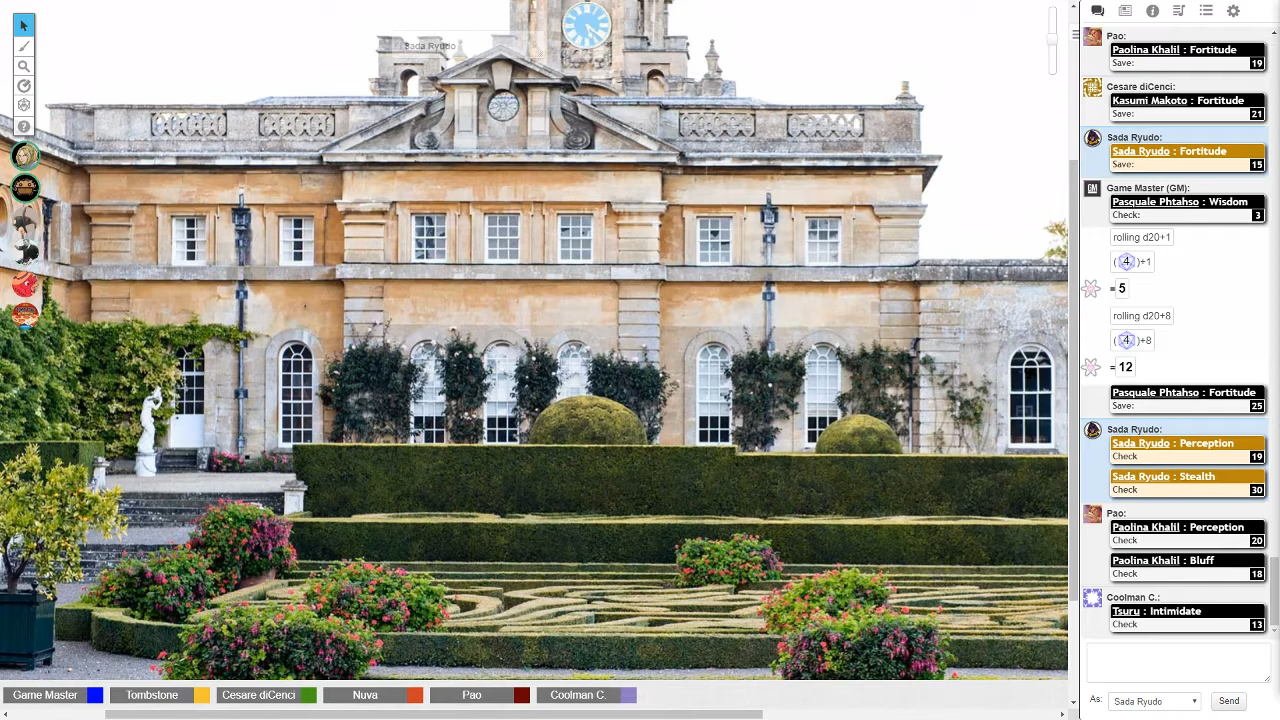 Sada Ryudo
Pao:
Paolina Khalil : Fortitude
Save: 19
Cesare diCenci:
Kasumi Makoto : Fortitude
Save: 21
Sada Ryudo:
Sada Ryudo : Fortitude
Save: 15
GM
Game Master (GM):
Pasquale Phtahso : Wisdom
Check: 3
rolling d20+1
(4)+1
=5
rolling d20+8
(4)+8
=12
Pasquale Phtahso : Fortitude
Save: 25
Sada Ryudo:
Sada Ryudo : Perception
Check 19
Sada Ryudo : Stealth
Check 30
Pao:
Paolina Khalil : Perception
Check 20
Paolina Khalil : Bluff
Check 18
Coolman C.:
Tsuru : Intimidate
Check 13
As: Sada Ryudo Send
Game Master Tombstone Cesare diCenci Nuva Pao Coolman C.